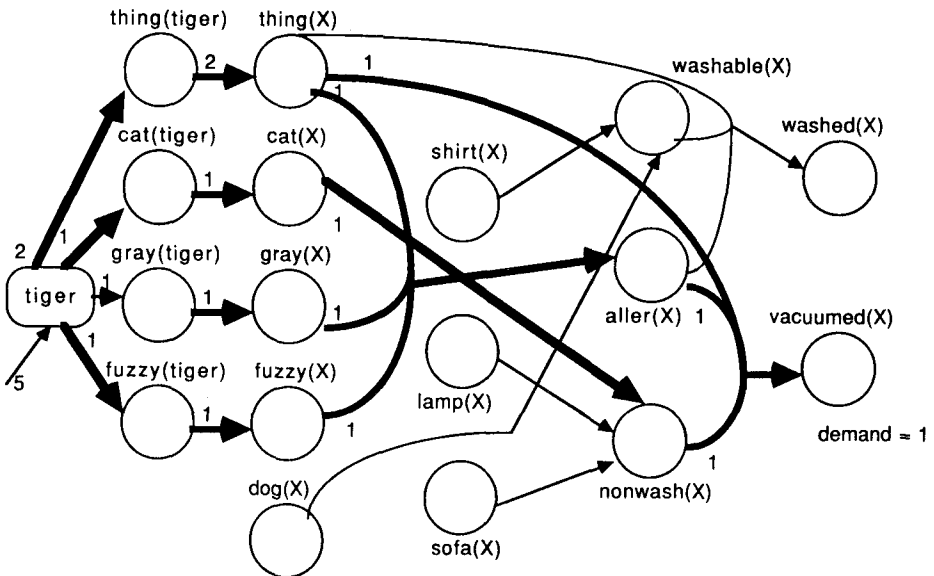 thing(tiger)
thing(X)
2
1
1
washable(X)
washed(X)
cat(tiger)
cat(X)
shirt(X)
1
1
2
1
gray(tiger)
gray(X)
tiger
1
1
1
aller(X)
1
vacuumed(X)
1
5
fuzzy(tiger)
fuzzy(X)
lamp(X)
1
1
demand = 1
1
dog(X)
nonwash(X)
sofa(X)